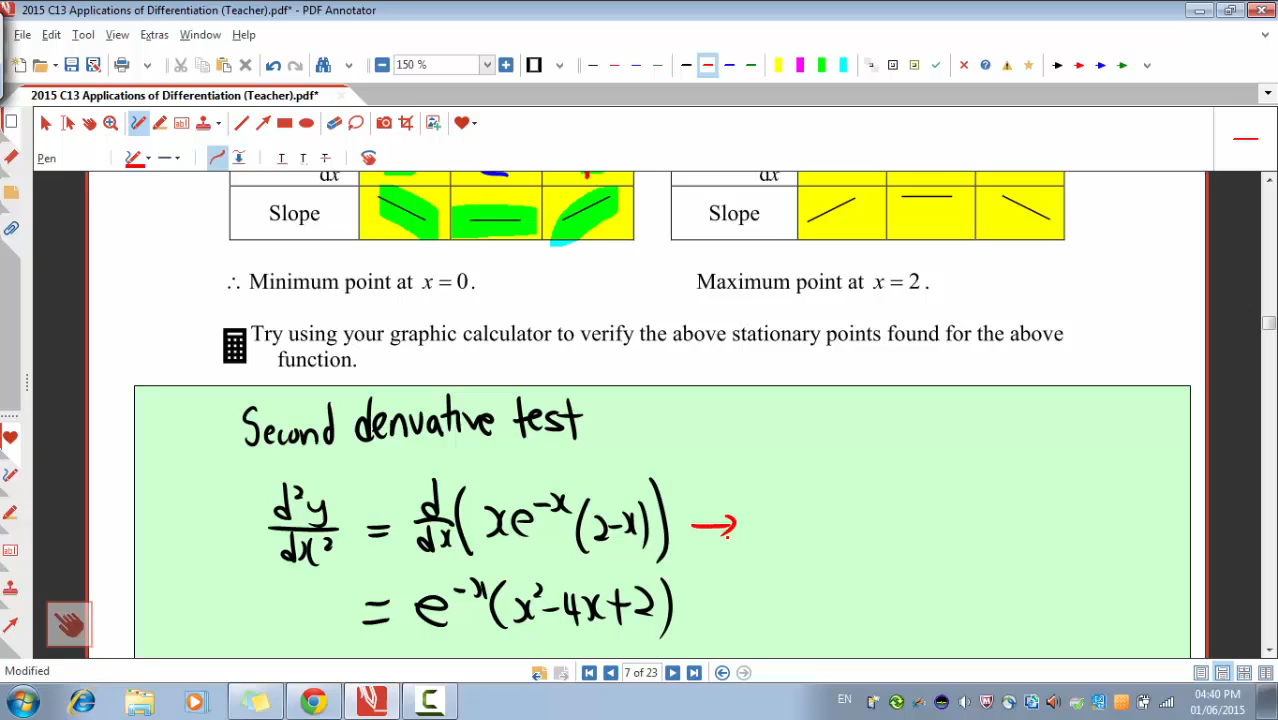 2015 C13 Applications of Differentiation (Teacher).pdf* - PDF Annotator
File Edit Tool View Extras Window Help
150 %
2015 C13 Applications of Differentiation (Teacher).pdf*
Pen
dx
dx
Slope
Slope
∴ Minimum point at x = 0.
Maximum point at x = 2 .
Try using your graphic calculator to verify the above stationary points found for the above
function.
Second denvative test
d²y/dx² = d/dx(xe^-x(2-x)) →
= e^-x(x²-4x+2)
Modified
7 of 23
EN
04:40 PM
01/06/2015